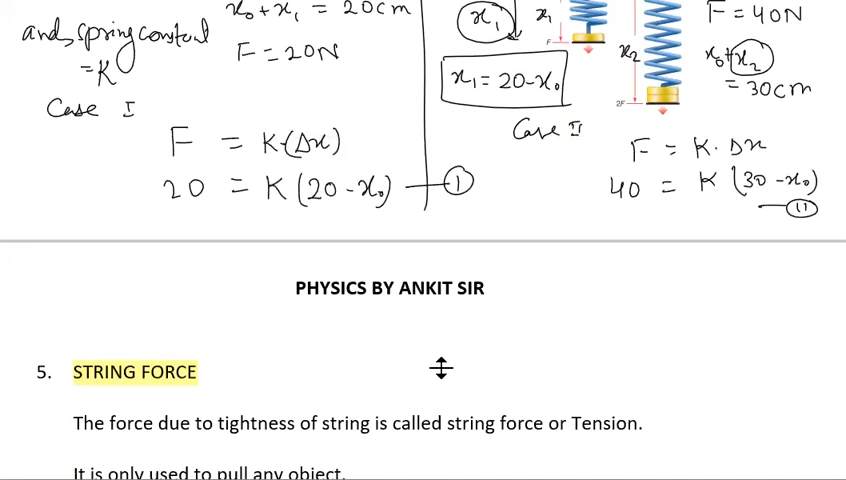 x₀ + x₁ = 20cm
and, spring constant
= K
F = 20N
Case I
F = K·(Δx)
20 = K (20 - x₀) — I
x₁
x₁ = 20 - x₀
x₁
F
x₂
2F
Case II
F = 40N
x₀ + x₂
= 30cm
F = K · Δx
40 = K (30 - x₀)
— II
PHYSICS BY ANKIT SIR
5. STRING FORCE
The force due to tightness of string is called string force or Tension.
It is only used to pull any object.